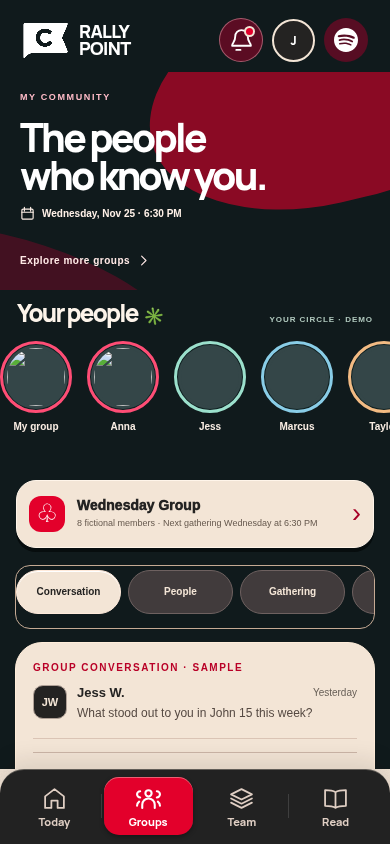 RALLY
POINT
J
MY COMMUNITY
The people
who know you.
Wednesday, Nov 25 · 6:30 PM
Explore more groups
Your people
YOUR CIRCLE · DEMO
My group
Anna
Jess
Marcus
Tayl
Wednesday Group
8 fictional members · Next gathering Wednesday at 6:30 PM
Conversation
People
Gathering
GROUP CONVERSATION · SAMPLE
JW
Jess W.
Yesterday
What stood out to you in John 15 this week?
Today
Groups
Team
Read